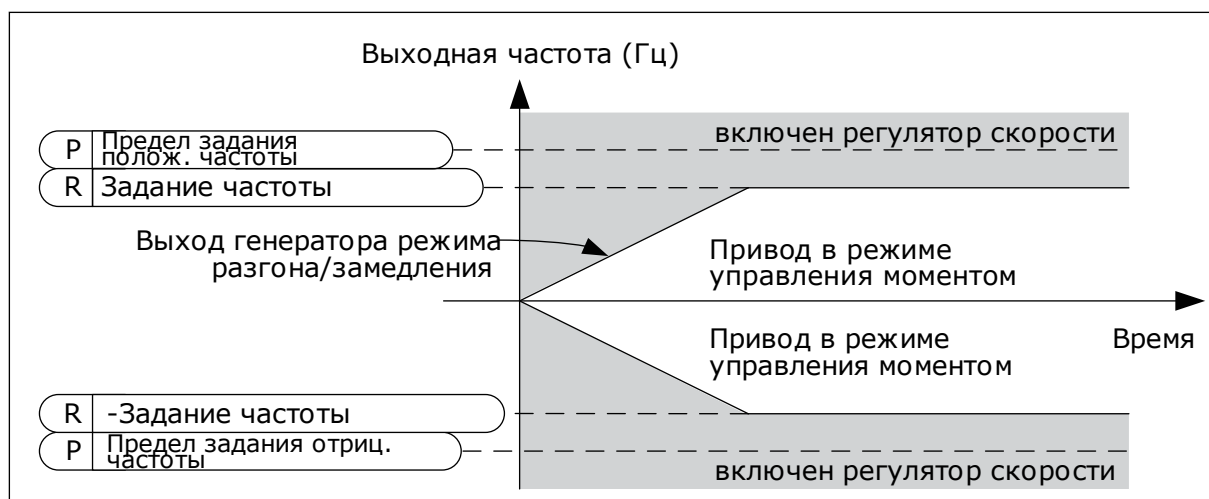 Выходная частота (Гц)
включен регулятор скорости
P Предел задания
полож. частоты
R Задание частоты
Выход генератора режима
разгона/замедления
Привод в режиме
управления моментом
Привод в режиме
управления моментом
Время
R -Задание частоты
P Предел задания отриц.
частоты
включен регулятор скорости